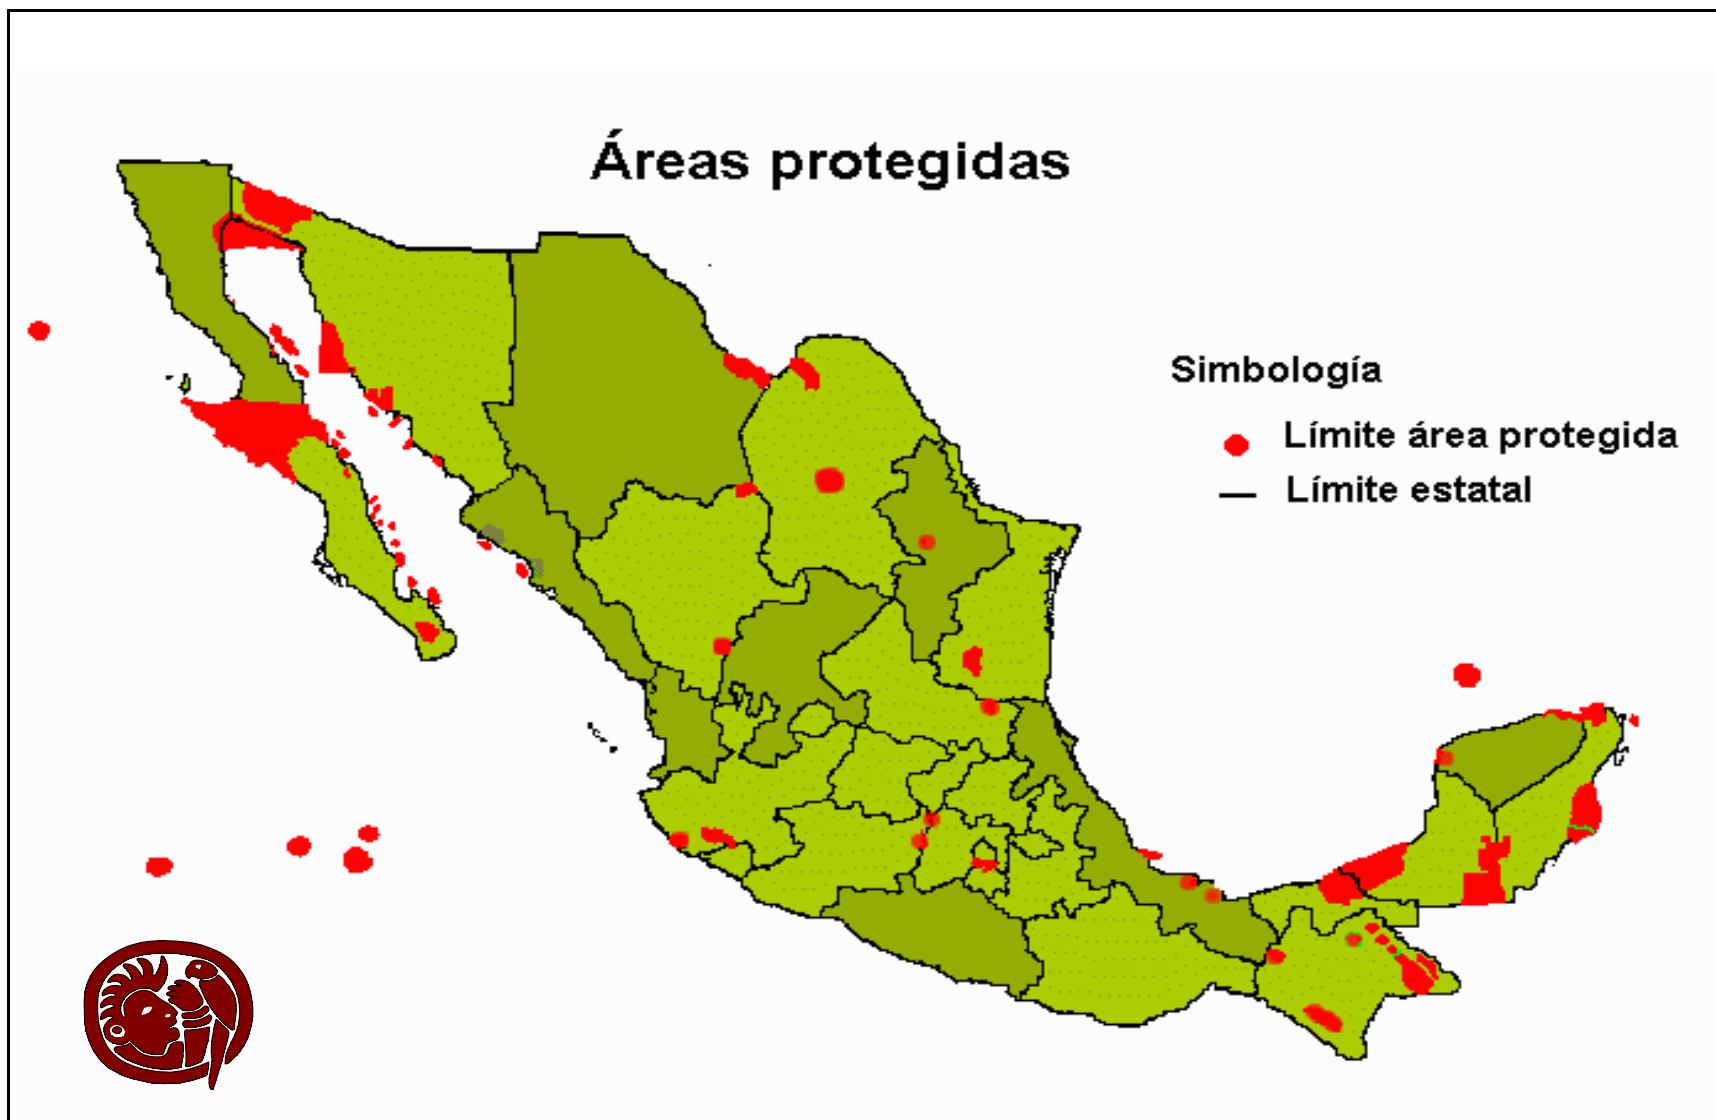 Áreas protegidas
Simbología
Límite área protegida
Límite estatal